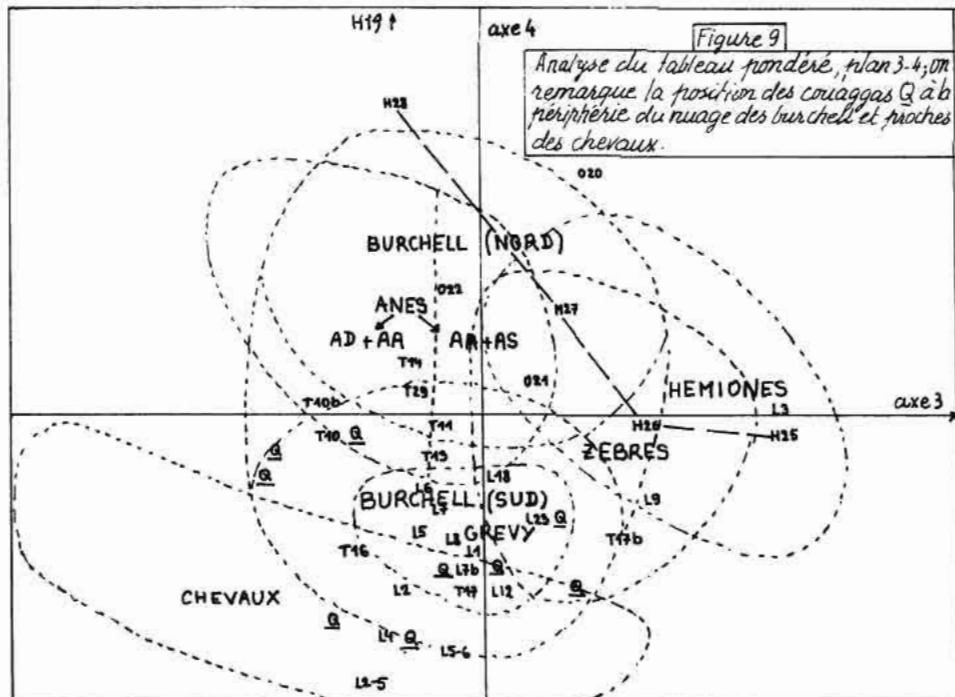 H19↑
axe 4
Figure 9
Analyse du tableau pondéré, plan 3-4; on
remarque la position des couaggas Q à la
périphérie du nuage des burchell et proches
des chevaux.
H28
O20
BURCHELL (NORD)
O22
H27
ANES
AD + AA
AA + AS
T14
T29
O21
HEMIONES
T10b
L3
axe 3
T10
Q
T11
H26
H25
Q
T13
ZEBRES
Q
L6
L18
BURCHELL (SUD)
L9
L7
L23 Q
L5
L8
GREVY
T16
L1
T17b
Q
L7b
Q
L2
T17
L12
Q
CHEVAUX
Q
L4
Q
L5-6
L2-5